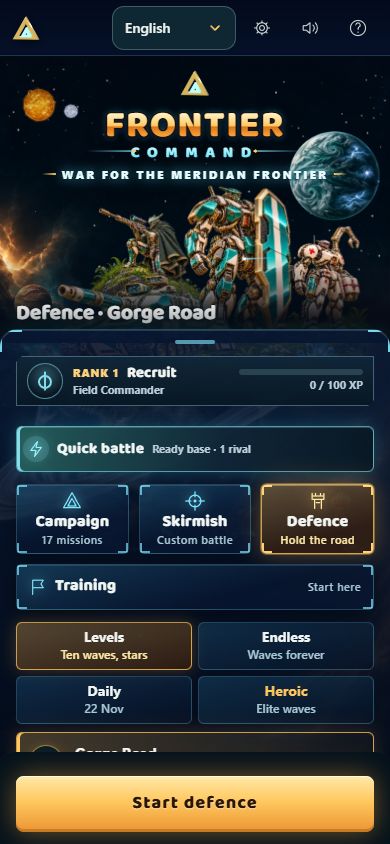 English
FRONTIER
COMMAND
WAR FOR THE MERIDIAN FRONTIER
Defence · Gorge Road
RANK 1 Recruit
Field Commander
0 / 100 XP
Quick battle Ready base · 1 rival
Campaign
17 missions
Skirmish
Custom battle
Defence
Hold the road
Training
Start here
Levels
Ten waves, stars
Endless
Waves forever
Daily
22 Nov
Heroic
Elite waves
Gorge Road
Start defence